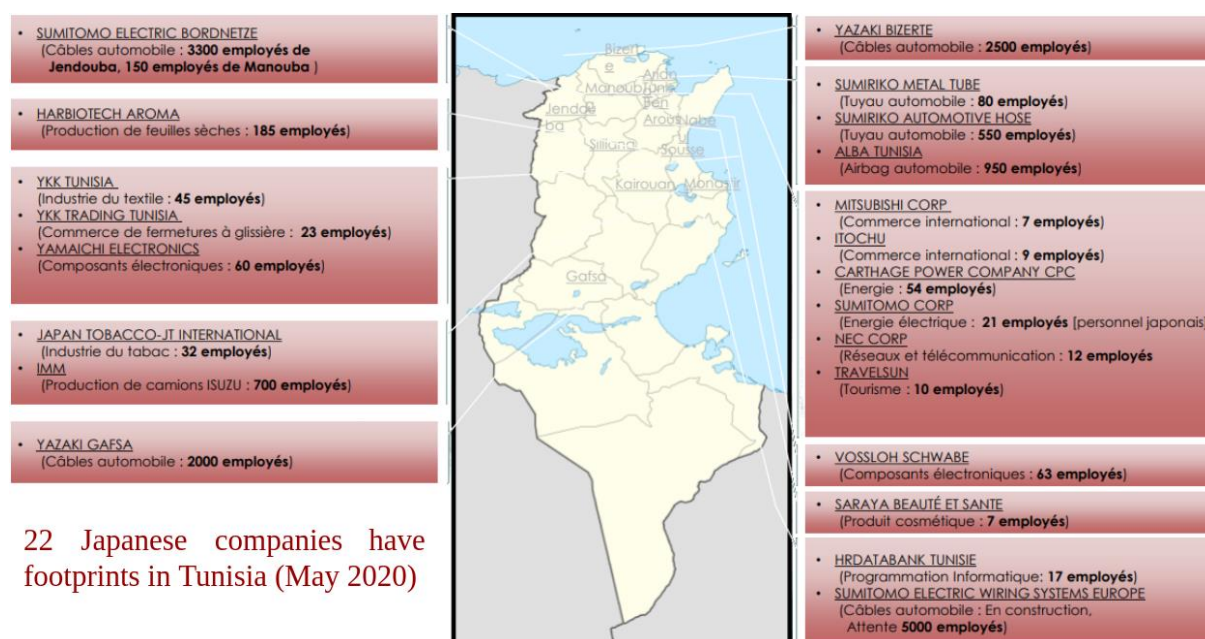 • SUMITOMO ELECTRIC BORDNETZE
(Câbles automobile : 3300 employés de
Jendouba, 150 employés de Manouba )
• HARBIOTECH AROMA
(Production de feuilles sèches : 185 employés)
• YKK TUNISIA
(Industrie du textile : 45 employés)
• YKK TRADING TUNISIA
(Commerce de fermetures à glissière : 23 employés)
• YAMAICHI ELECTRONICS
(Composants électroniques : 60 employés)
• JAPAN TOBACCO-JT INTERNATIONAL
(Industrie du tabac : 32 employés)
• IMM
(Production de camions ISUZU : 700 employés)
• YAZAKI GAFSA
(Câbles automobile : 2000 employés)
22 Japanese companies have
footprints in Tunisia (May 2020)
Bizert
e
Manoub
Jendou
ba
Arous
Nabe
Silliana
Sousse
Kairouan
Monastir
Gafsa
• YAZAKI BIZERTE
(Câbles automobile : 2500 employés)
• SUMIRIKO METAL TUBE
(Tuyau automobile : 80 employés)
• SUMIRIKO AUTOMOTIVE HOSE
(Tuyau automobile : 550 employés)
• ALBA TUNISIA
(Airbag automobile : 950 employés)
• MITSUBISHI CORP
(Commerce international : 7 employés)
• ITOCHU
(Commerce international : 9 employés)
• CARTHAGE POWER COMPANY CPC
(Energie : 54 employés)
• SUMITOMO CORP
(Energie électrique : 21 employés [personnel japonais)
• NEC CORP
(Réseaux et télécommunication : 12 employés
• TRAVELSUN
(Tourisme : 10 employés)
• VOSSLOH SCHWABE
(Composants électroniques : 63 employés)
• SARAYA BEAUTÉ ET SANTE
(Produit cosmétique : 7 employés)
• HRDATABANK TUNISIE
(Programmation Informatique: 17 employés)
• SUMITOMO ELECTRIC WIRING SYSTEMS EUROPE
(Câbles automobile : En construction,
Attente 5000 employés)